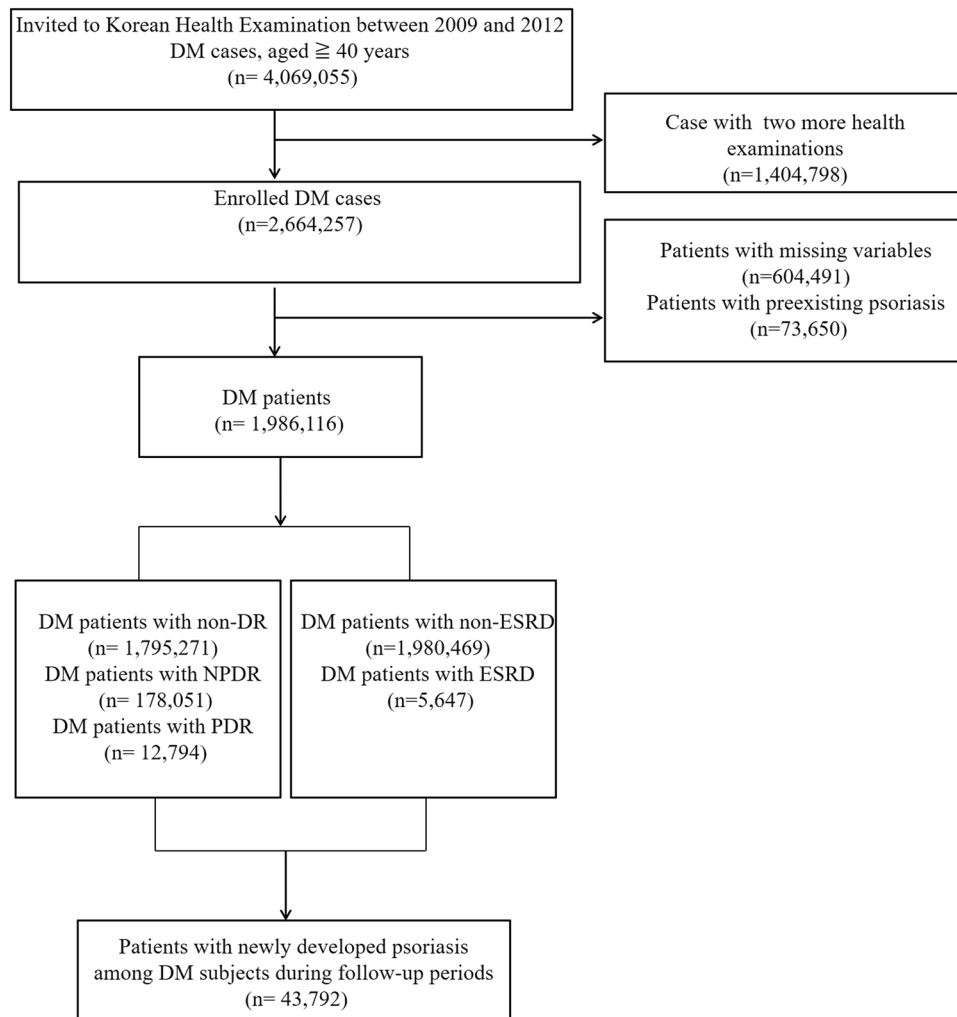 Invited to Korean Health Examination between 2009 and 2012
DM cases, aged ≧ 40 years
(n= 4,069,055)
Case with two more health
examinations
(n=1,404,798)
Enrolled DM cases
(n=2,664,257)
Patients with missing variables
(n=604,491)
Patients with preexisting psoriasis
(n=73,650)
DM patients
(n= 1,986,116)
DM patients with non-DR
(n= 1,795,271)
DM patients with NPDR
(n= 178,051)
DM patients with PDR
(n= 12,794)
DM patients with non-ESRD
(n=1,980,469)
DM patients with ESRD
(n=5,647)
Patients with newly developed psoriasis
among DM subjects during follow-up periods
(n= 43,792)